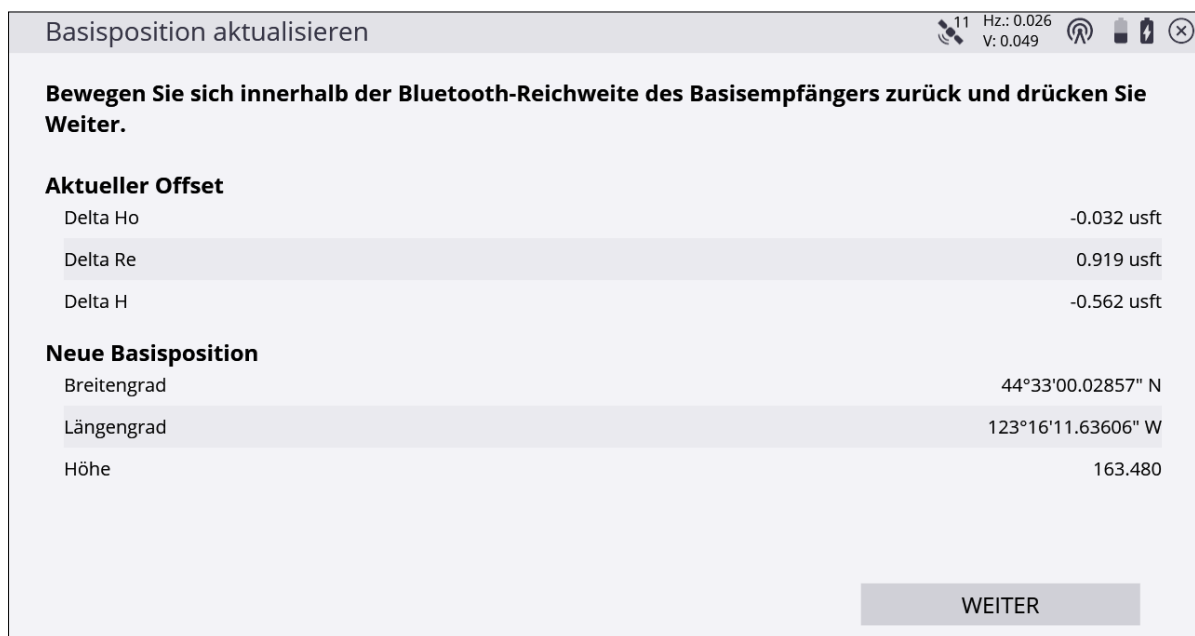 Basisposition aktualisieren
11
Hz.: 0.026
V: 0.049
Bewegen Sie sich innerhalb der Bluetooth-Reichweite des Basisempfängers zurück und drücken Sie
Weiter.
Aktueller Offset
Delta Ho -0.032 usft
Delta Re 0.919 usft
Delta H -0.562 usft
Neue Basisposition
Breitengrad 44°33'00.02857" N
Längengrad 123°16'11.63606" W
Höhe 163.480
WEITER